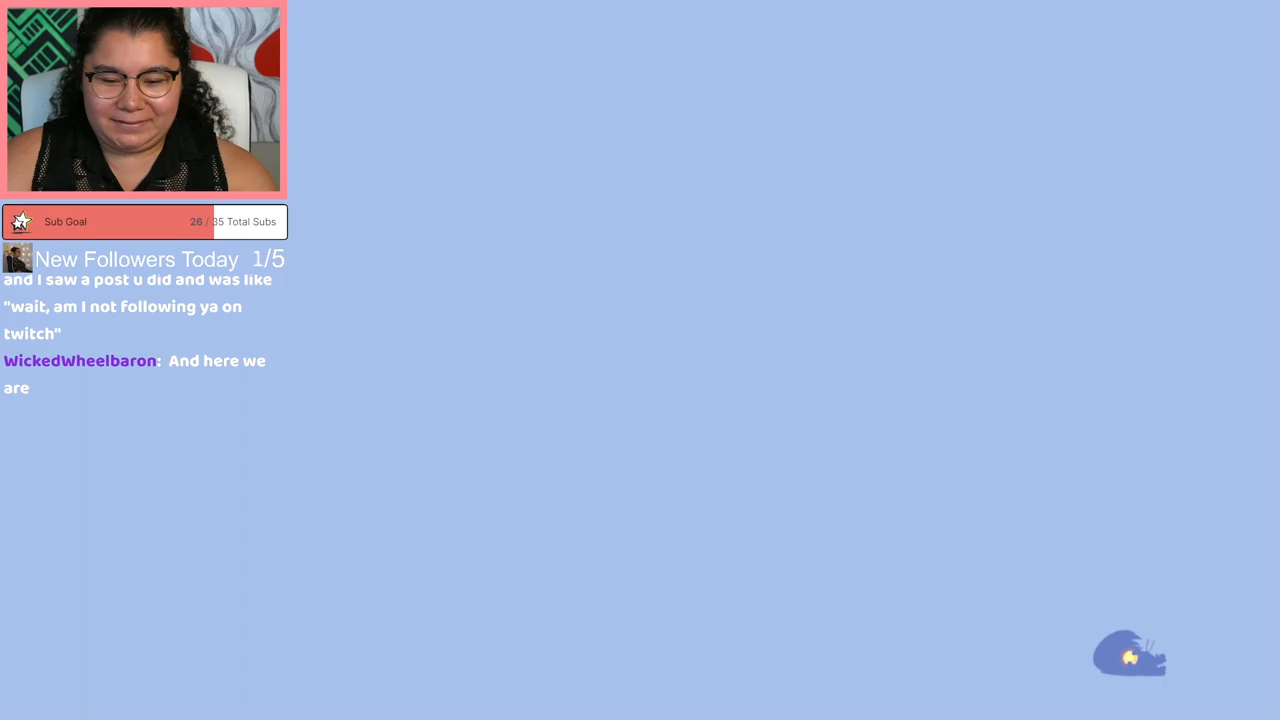 Sub Goal 26 / 35 Total Subs
New Followers Today 1/5
and I saw a post u did and was like
"wait, am I not following ya on
twitch"
WickedWheelbaron: And here we
are